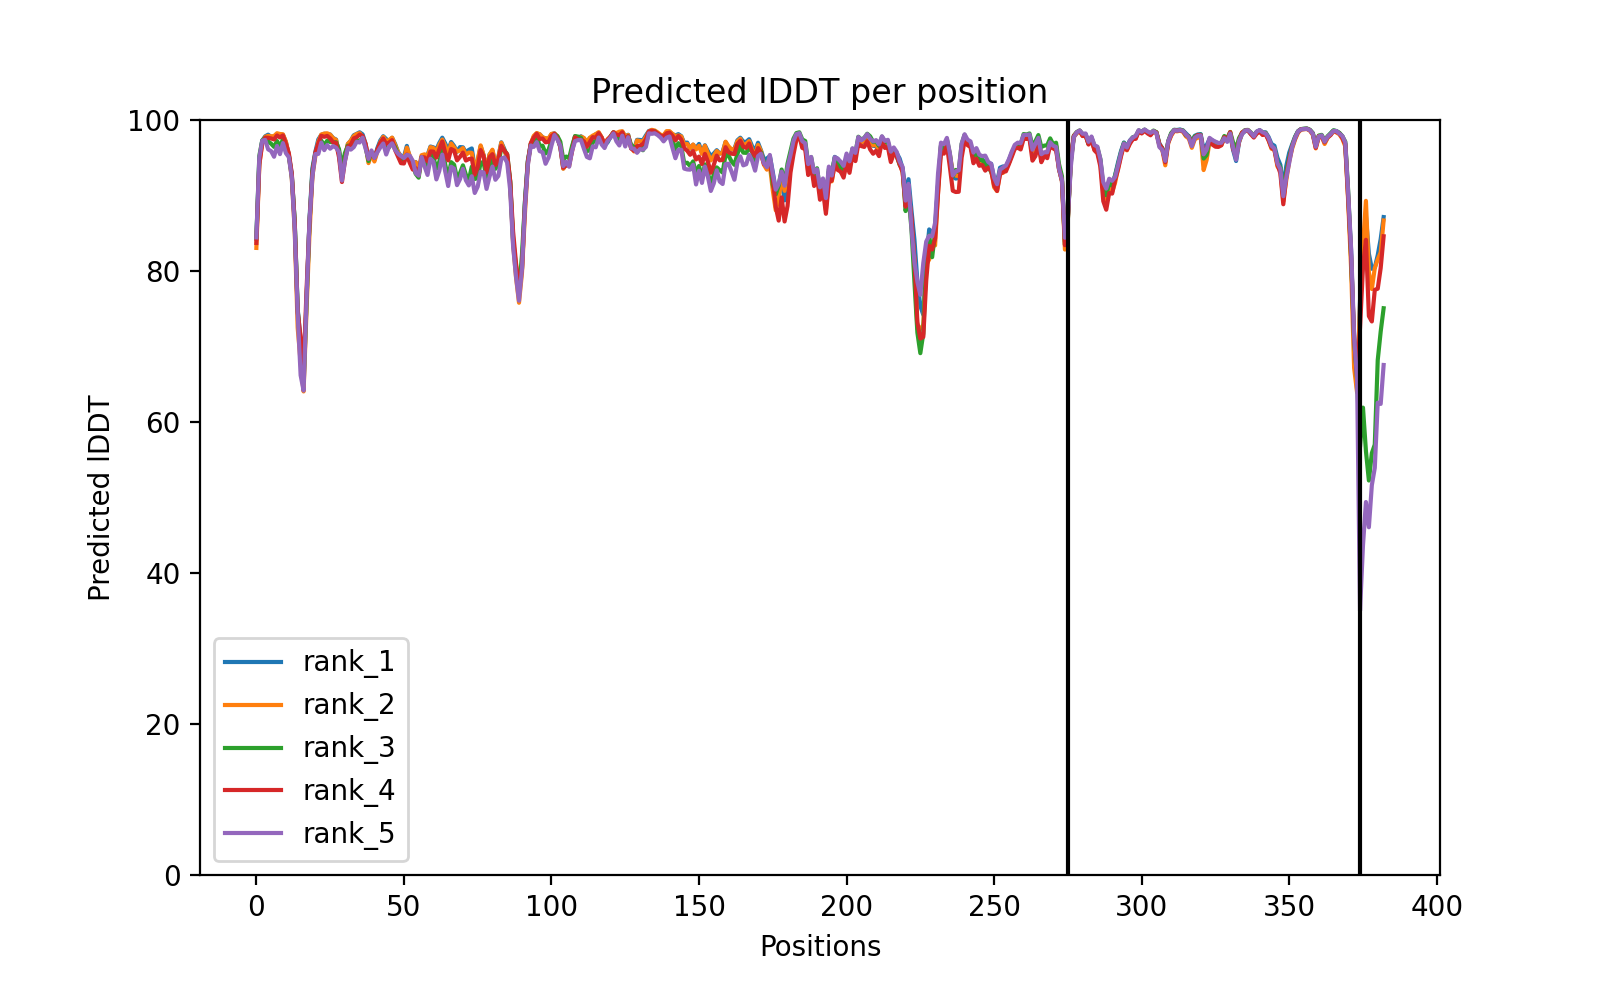 Predicted lDDT per position
100
80
60
40
20
0
Predicted lDDT
rank_1
rank_2
rank_3
rank_4
rank_5
0 50 100 150 200 250 300 350 400
Positions